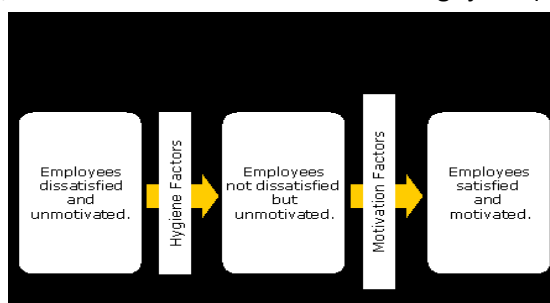 Employees
dissatisfied
and
unmotivated.
Hygiene Factors
Employees
not dissatisfied
but
unmotivated.
Motivation Factors
Employees
satisfied
and
motivated.